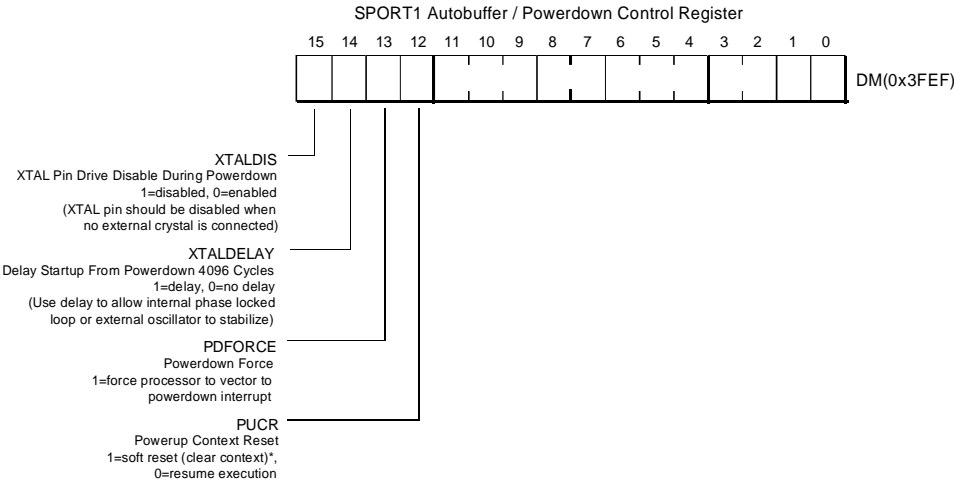 SPORT1 Autobuffer / Powerdown Control Register
15 14 13 12 11 10 9 8 7 6 5 4 3 2 1 0
DM(0x3FEF)
XTALDIS
XTAL Pin Drive Disable During Powerdown
1=disabled, 0=enabled
(XTAL pin should be disabled when
no external crystal is connected)
XTALDELAY
Delay Startup From Powerdown 4096 Cycles
1=delay, 0=no delay
(Use delay to allow internal phase locked
loop or external oscillator to stabilize)
PDFORCE
Powerdown Force
1=force processor to vector to
powerdown interrupt
PUCR
Powerup Context Reset
1=soft reset (clear context)*,
0=resume execution